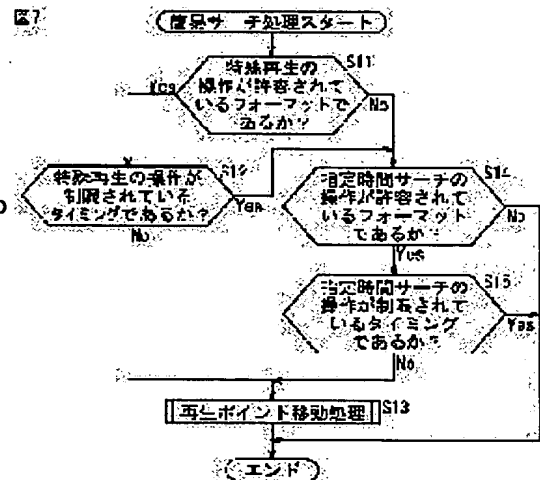 図7
サーチ処理スタート
特殊再生の
操作が許容されて
いるフォーマットで
あるか?
S11
Yes
No
特殊再生の操作が
制限されている
タイミングであるか?
S12
Yes
No
指定時間サーチの
操作が許容されて
いるフォーマット
であるか?
S14
No
Yes
指定時間サーチの
操作が制限されて
いるタイミング
であるか?
S15
Yes
No
再生ポイント移動処理
S13
エンド